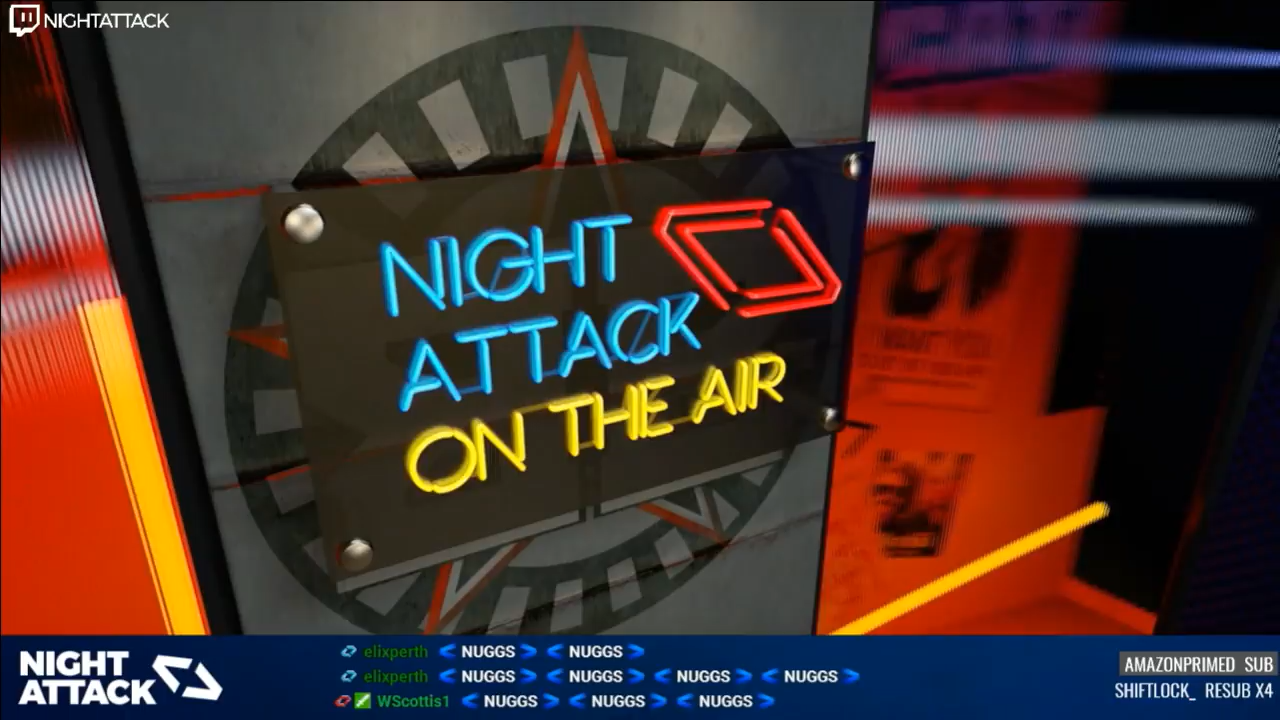 NIGHTATTACK
NIGHT
ATTACK
ON THE AIR
NIGHT
ATTACK
elixperth < NUGGS > < NUGGS >
elixperth < NUGGS > < NUGGS > < NUGGS > < NUGGS >
WScottis1 < NUGGS > < NUGGS > < NUGGS >
AMAZONPRIMED SUB
SHIFTLOCK_ RESUB X4